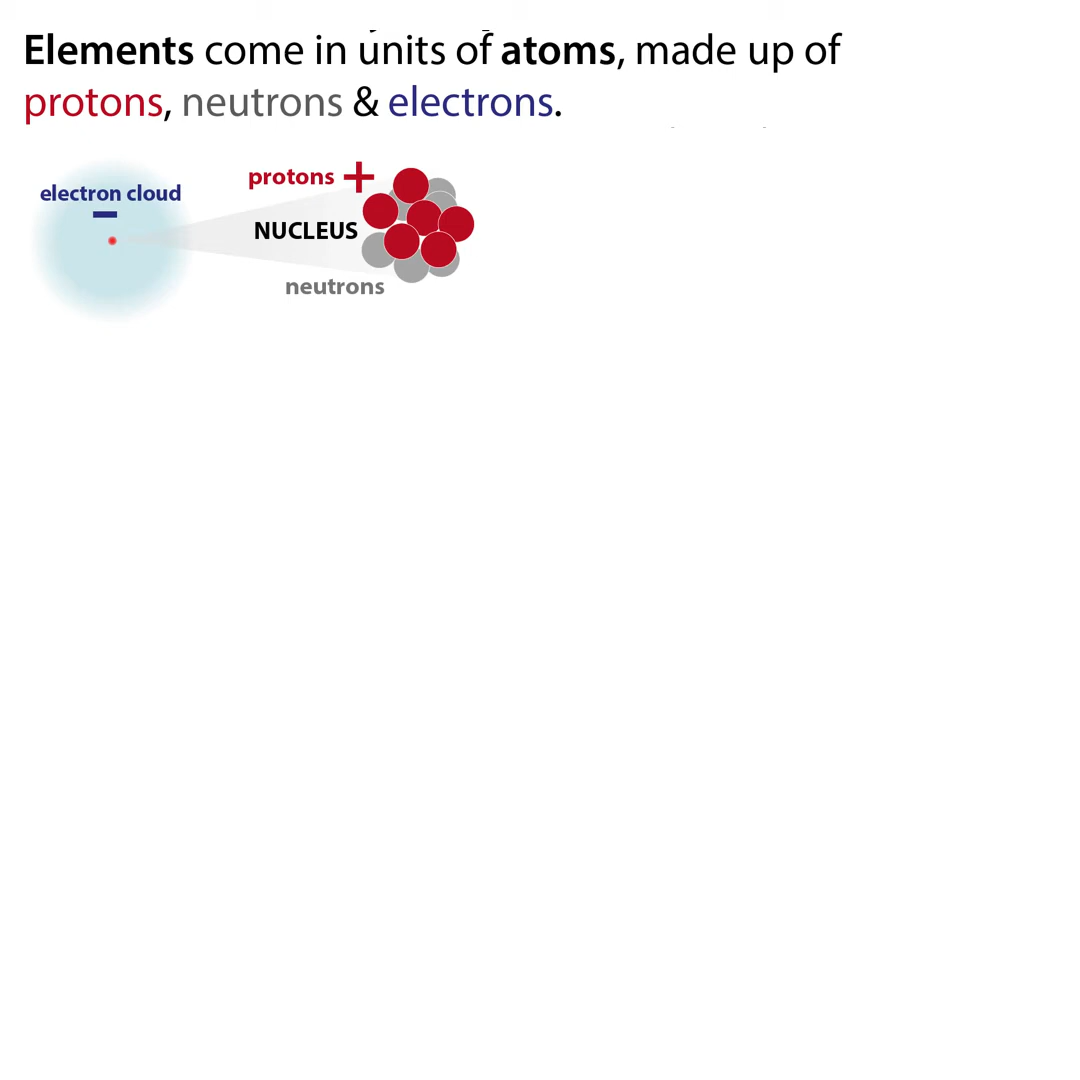 Elements come in units of atoms, made up of
protons, neutrons & electrons.
protons +
electron cloud
–
NUCLEUS
neutrons